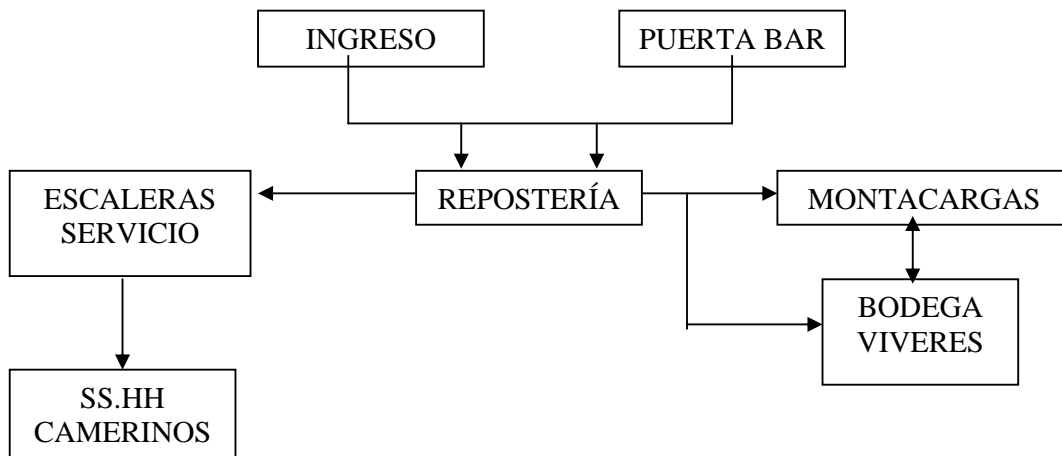 INGRESO
PUERTA BAR
ESCALERAS
SERVICIO
REPOSTERÍA
MONTACARGAS
BODEGA
VIVERES
SS.HH
CAMERINOS